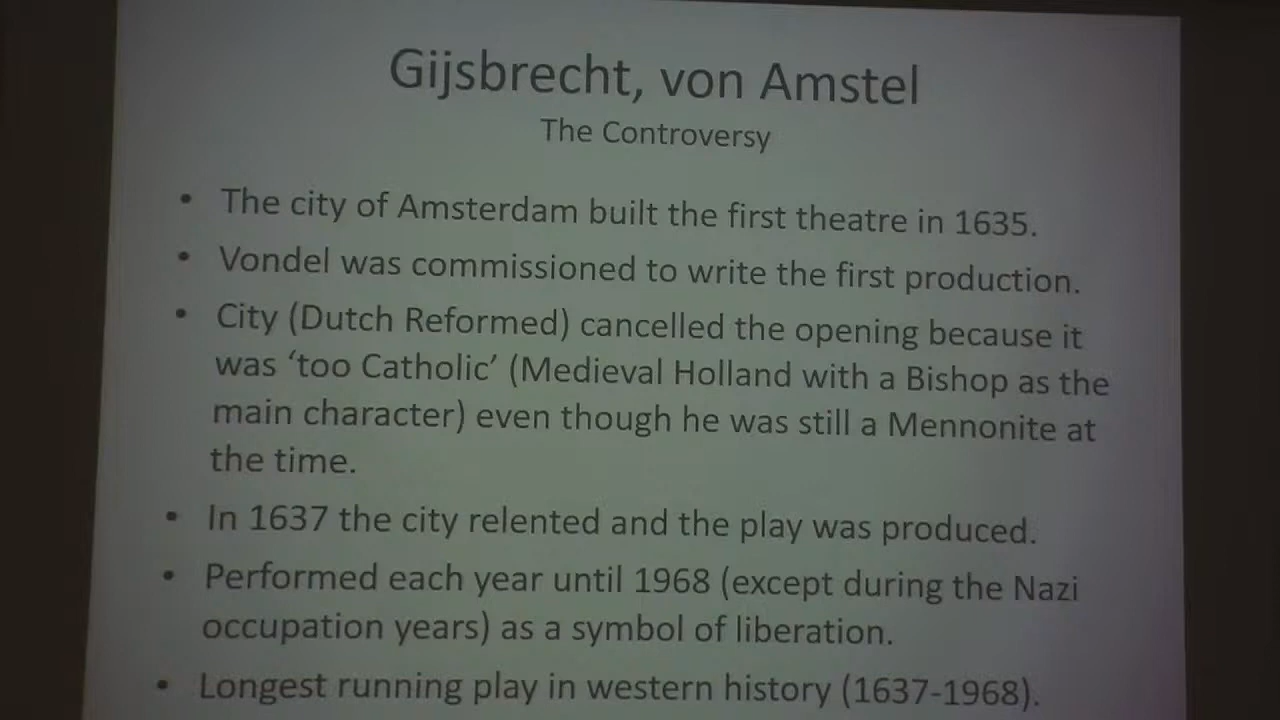 Gijsbrecht, von Amstel
The Controversy
• The city of Amsterdam built the first theatre in 1635.
• Vondel was commissioned to write the first production.
• City (Dutch Reformed) cancelled the opening because it
was ‘too Catholic’ (Medieval Holland with a Bishop as the
main character) even though he was still a Mennonite at
the time.
• In 1637 the city relented and the play was produced.
• Performed each year until 1968 (except during the Nazi
occupation years) as a symbol of liberation.
• Longest running play in western history (1637-1968).